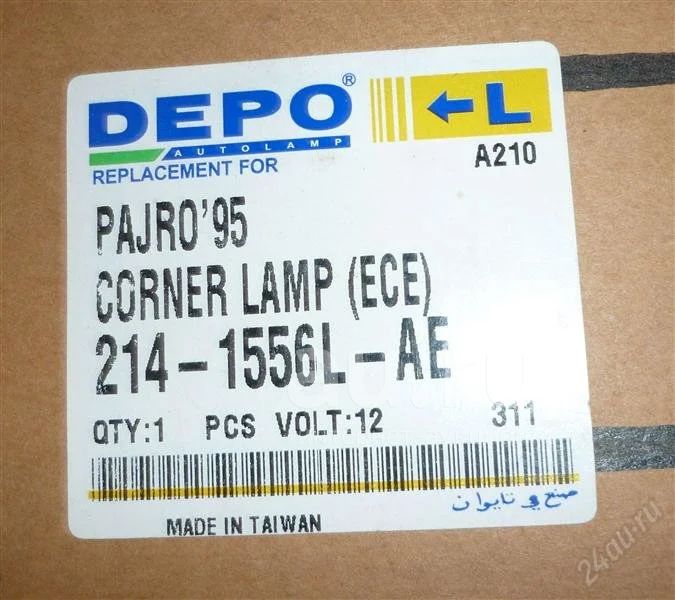 DEPO®
AUTOLAMP
REPLACEMENT FOR
L
A210
PAJRO'95
CORNER LAMP (ECE)
214-1556L-AE
QTY:1 PCS VOLT:12 311
صنع في تايوان
MADE IN TAIWAN
24au.ru